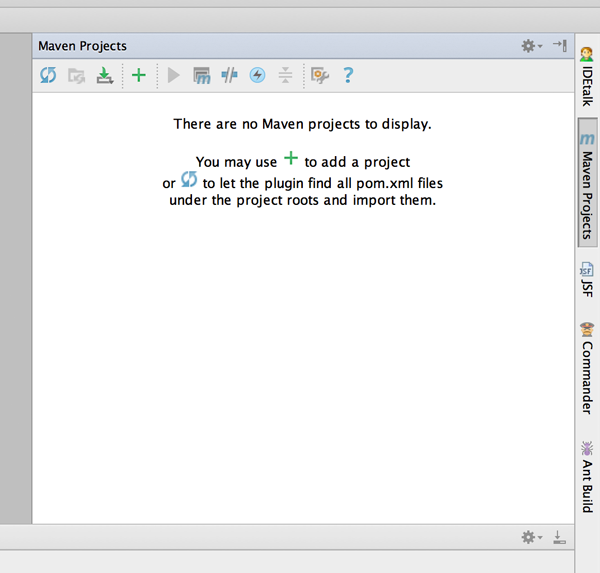 Maven Projects
There are no Maven projects to display.
You may use + to add a project
or to let the plugin find all pom.xml files
under the project roots and import them.
IDEtalk
m
Maven Projects
JSF
JSF
Commander
Ant Build